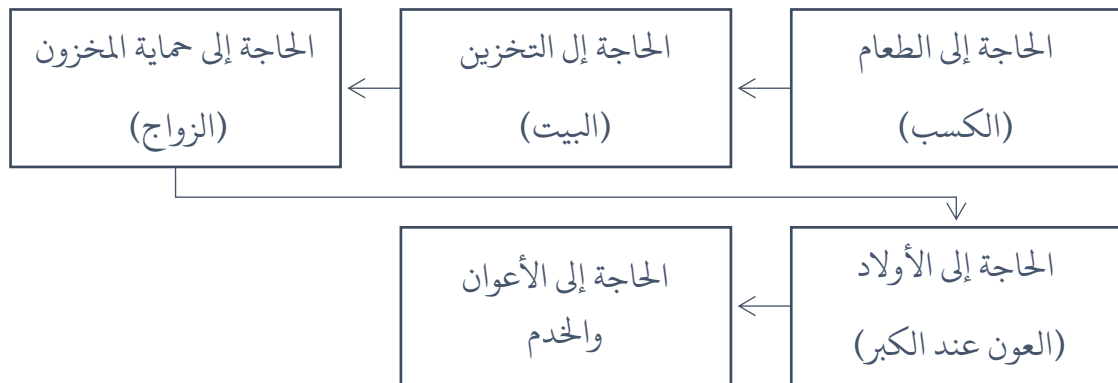 الحاجة إلى الطعام
(الكسب)
الحاجة إل التخزين
(البيت)
الحاجة إلى حماية المخزون
(الزواج)
الحاجة إلى الأولاد
(العون عند الكبر)
الحاجة إلى الأعوان
والخدم